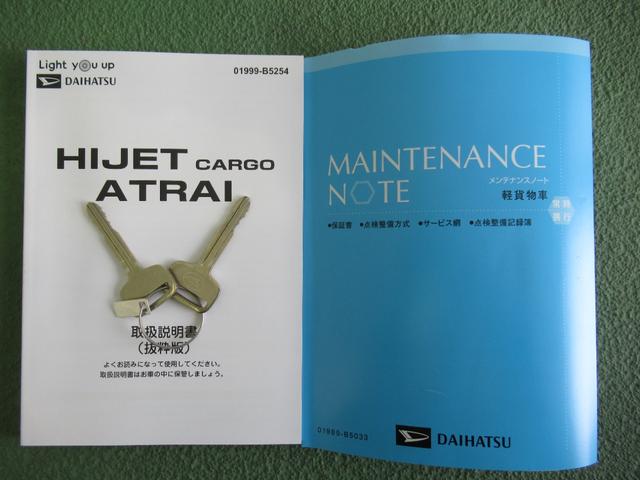 Light you up
DAIHATSU
01999-B5254
HIJET CARGO
ATRAI
取扱説明書
(抜粋版)
よくお読みになって使用してください。
取扱説明書はお車の中に保管しましょう。
MAINTENANCE
NOTE
メンテナンスノート
軽貨物車
•保証書 •点検整備方式 •サービス網 •点検整備記録簿
01989-B5033
DAIHATSU